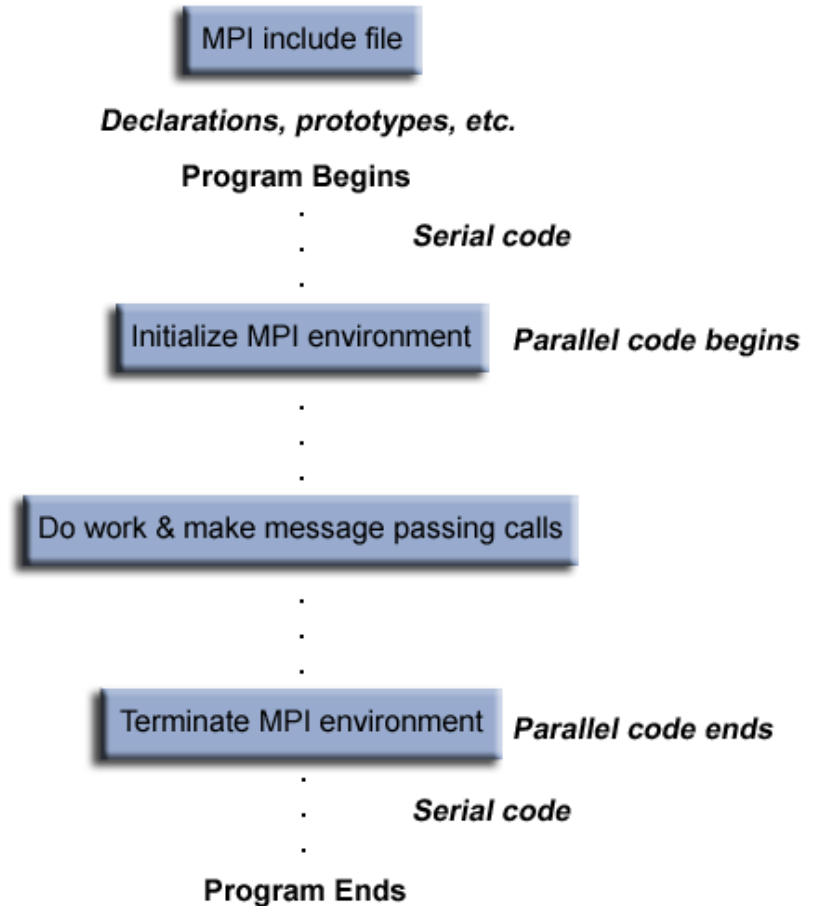 MPI include file
Declarations, prototypes, etc.
Program Begins
Serial code
Initialize MPI environment
Parallel code begins
Do work & make message passing calls
Terminate MPI environment
Parallel code ends
Serial code
Program Ends